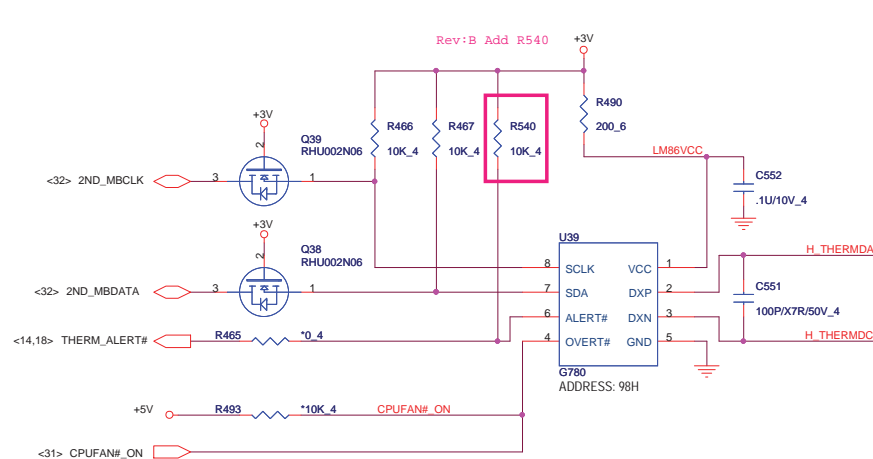 Rev:B Add R540
+3V
R490
200_6
+3V
Q39
RHU002N06
R466
10K_4
R467
10K_4
R540
10K_4
LM86VCC
C552
.1U/10V_4
<32> 2ND_MBCLK
3
2
1
+3V
Q38
RHU002N06
U39
H_THERMDA
8 SCLK VCC 1
<32> 2ND_MBDATA
3
2
1
7 SDA DXP 2
C551
100P/X7R/50V_4
6 ALERT# DXN 3
<14,18> THERM_ALERT#
R465
*0_4
4 OVERT# GND 5
H_THERMDC
G780
ADDRESS: 98H
+5V
R493
*10K_4
CPUFAN#_ON
<31> CPUFAN#_ON